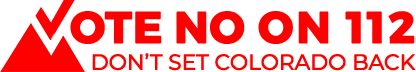 VOTE NO ON 112
DON'T SET COLORADO BACK